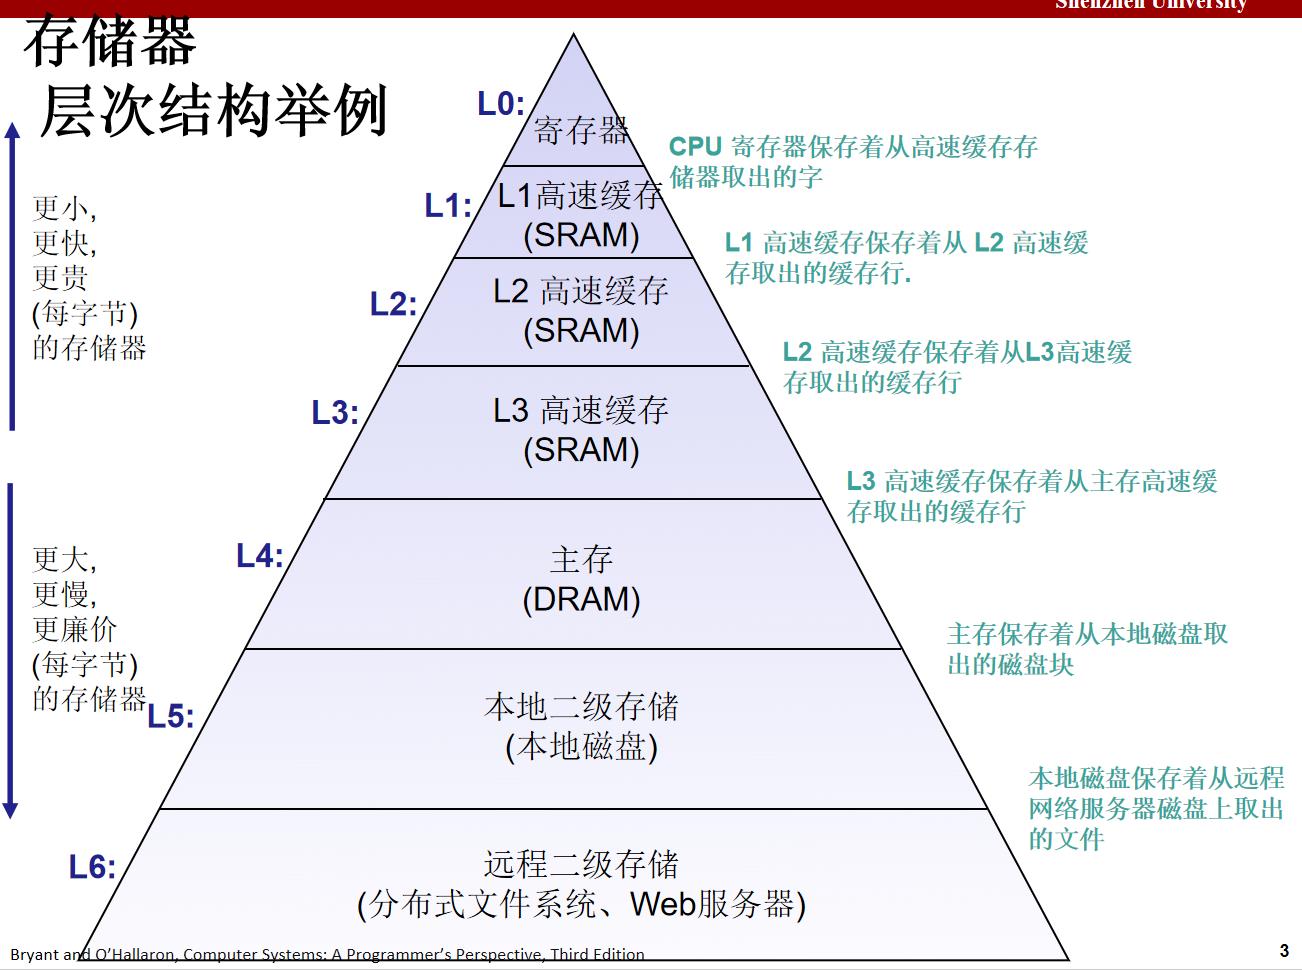 Shenzhen University
存储器
层次结构举例
L0:
寄存器
CPU 寄存器保存着从高速缓存存
储器取出的字
L1:
L1高速缓存
(SRAM)
L1 高速缓存保存着从 L2 高速缓
存取出的缓存行.
更小,
更快,
更贵
(每字节)
的存储器
L2:
L2 高速缓存
(SRAM)
L2 高速缓存保存着从L3高速缓
存取出的缓存行
L3:
L3 高速缓存
(SRAM)
L3 高速缓存保存着从主存高速缓
存取出的缓存行
L4:
主存
(DRAM)
主存保存着从本地磁盘取
出的磁盘块
更大,
更慢,
更廉价
(每字节)
的存储器
L5:
本地二级存储
(本地磁盘)
本地磁盘保存着从远程
网络服务器磁盘上取出
的文件
L6:
远程二级存储
(分布式文件系统、Web服务器)
Bryant and O’Hallaron, Computer Systems: A Programmer’s Perspective, Third Edition
3